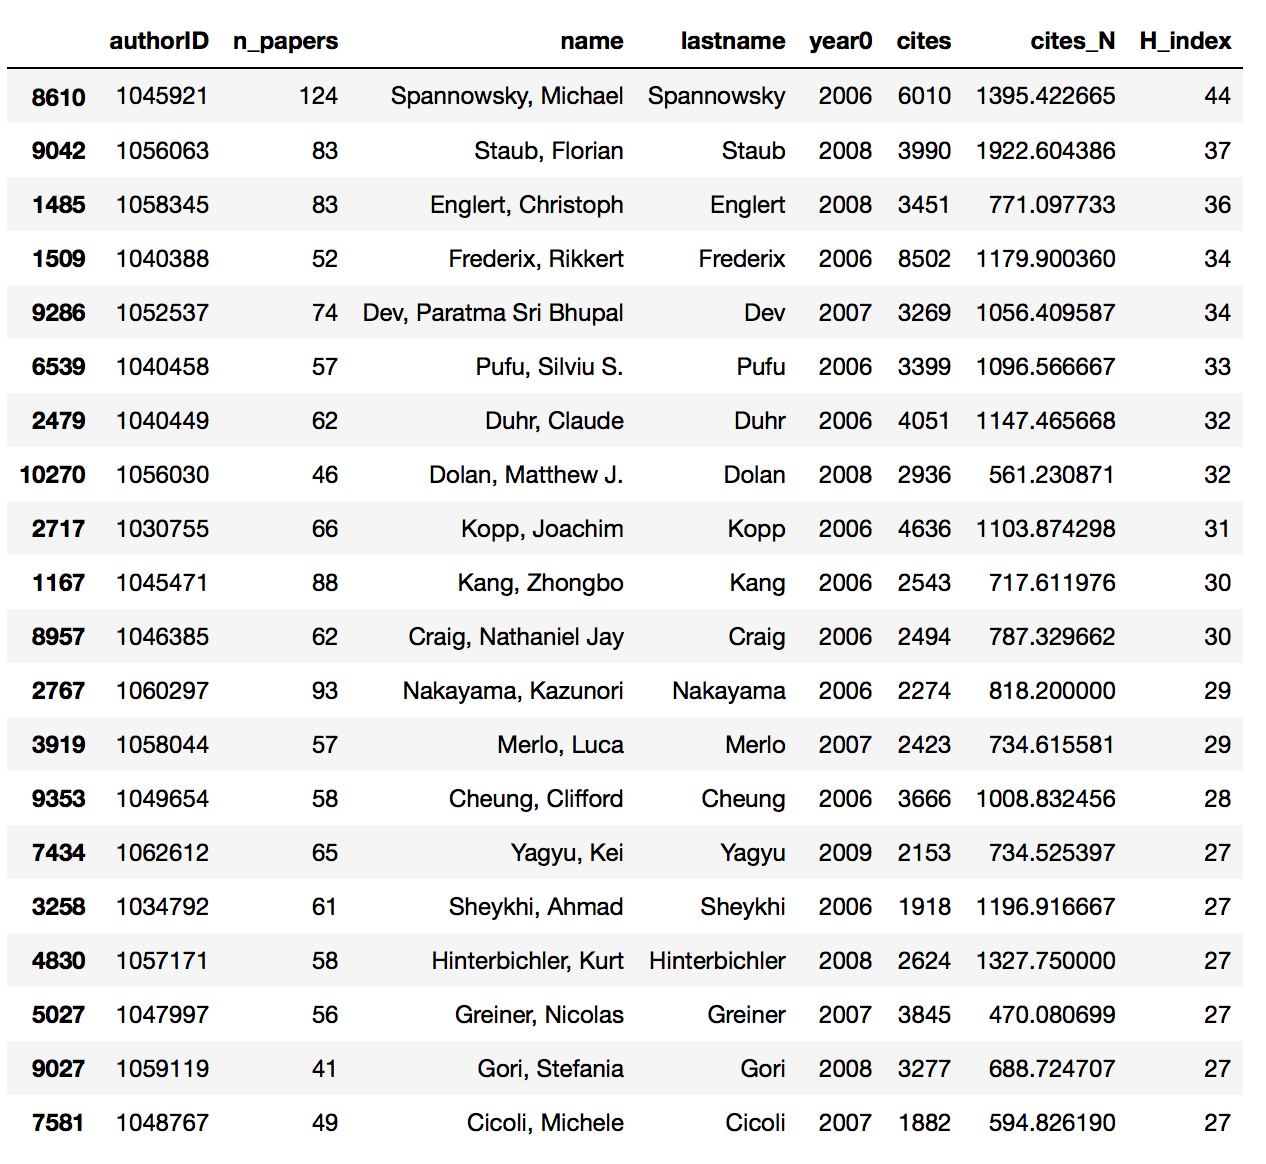 authorID n_papers name lastname year0 cites cites_N H_index
8610 1045921 124 Spannowsky, Michael Spannowsky 2006 6010 1395.422665 44
9042 1056063 83 Staub, Florian Staub 2008 3990 1922.604386 37
1485 1058345 83 Englert, Christoph Englert 2008 3451 771.097733 36
1509 1040388 52 Frederix, Rikkert Frederix 2006 8502 1179.900360 34
9286 1052537 74 Dev, Paratma Sri Bhupal Dev 2007 3269 1056.409587 34
6539 1040458 57 Pufu, Silviu S. Pufu 2006 3399 1096.566667 33
2479 1040449 62 Duhr, Claude Duhr 2006 4051 1147.465668 32
10270 1056030 46 Dolan, Matthew J. Dolan 2008 2936 561.230871 32
2717 1030755 66 Kopp, Joachim Kopp 2006 4636 1103.874298 31
1167 1045471 88 Kang, Zhongbo Kang 2006 2543 717.611976 30
8957 1046385 62 Craig, Nathaniel Jay Craig 2006 2494 787.329662 30
2767 1060297 93 Nakayama, Kazunori Nakayama 2006 2274 818.200000 29
3919 1058044 57 Merlo, Luca Merlo 2007 2423 734.615581 29
9353 1049654 58 Cheung, Clifford Cheung 2006 3666 1008.832456 28
7434 1062612 65 Yagyu, Kei Yagyu 2009 2153 734.525397 27
3258 1034792 61 Sheykhi, Ahmad Sheykhi 2006 1918 1196.916667 27
4830 1057171 58 Hinterbichler, Kurt Hinterbichler 2008 2624 1327.750000 27
5027 1047997 56 Greiner, Nicolas Greiner 2007 3845 470.080699 27
9027 1059119 41 Gori, Stefania Gori 2008 3277 688.724707 27
7581 1048767 49 Cicoli, Michele Cicoli 2007 1882 594.826190 27